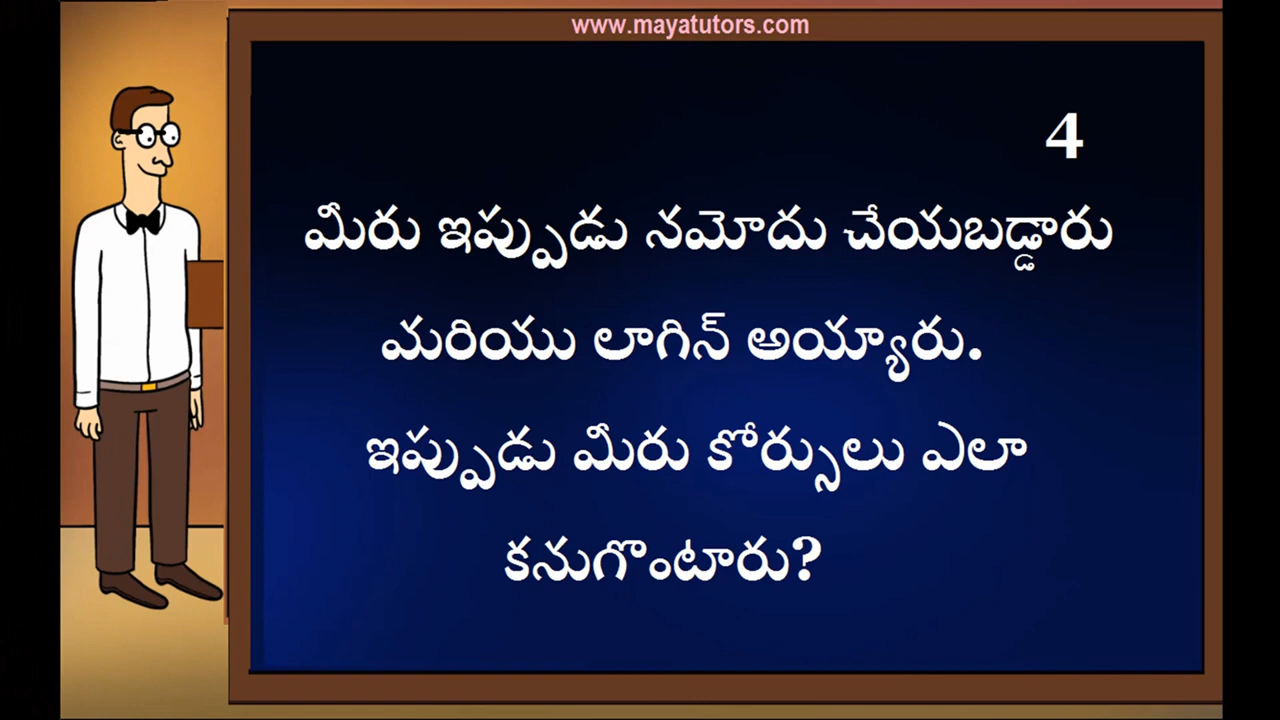 www.mayatutors.com
4
మీరు ఇప్పుడు నమోదు చేయబడ్డారు
మరియు లాగిన్ అయ్యారు.
ఇప్పుడు మీరు కోర్సులు ఎలా
కనుగొంటారు?